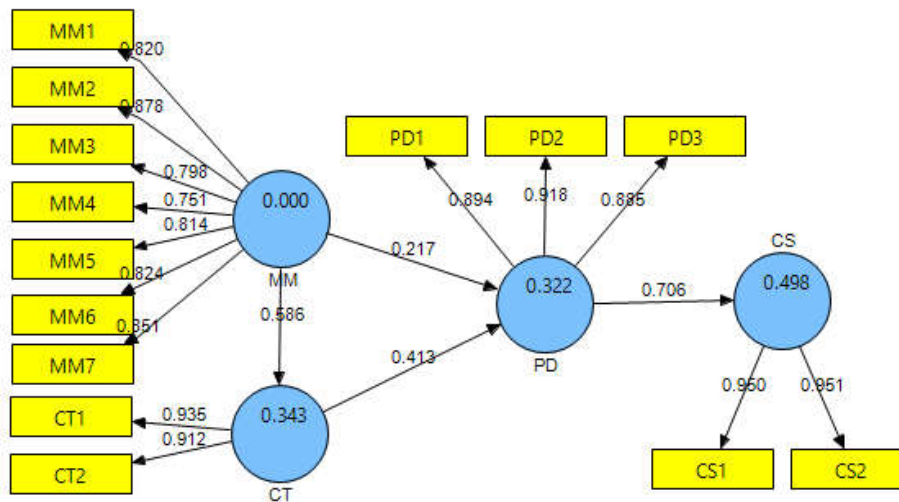 MM1
0.820
MM2
0.878
MM3
0.798
MM4
0.751
MM5
0.814
MM6
0.824
MM7
0.851
0.000
MM
0.586
0.217
CT1
0.935
CT2
0.912
0.343
CT
0.413
PD1
PD2
PD3
0.894
0.918
0.885
0.322
PD
0.706
CS
0.498
0.950
0.951
CS1
CS2